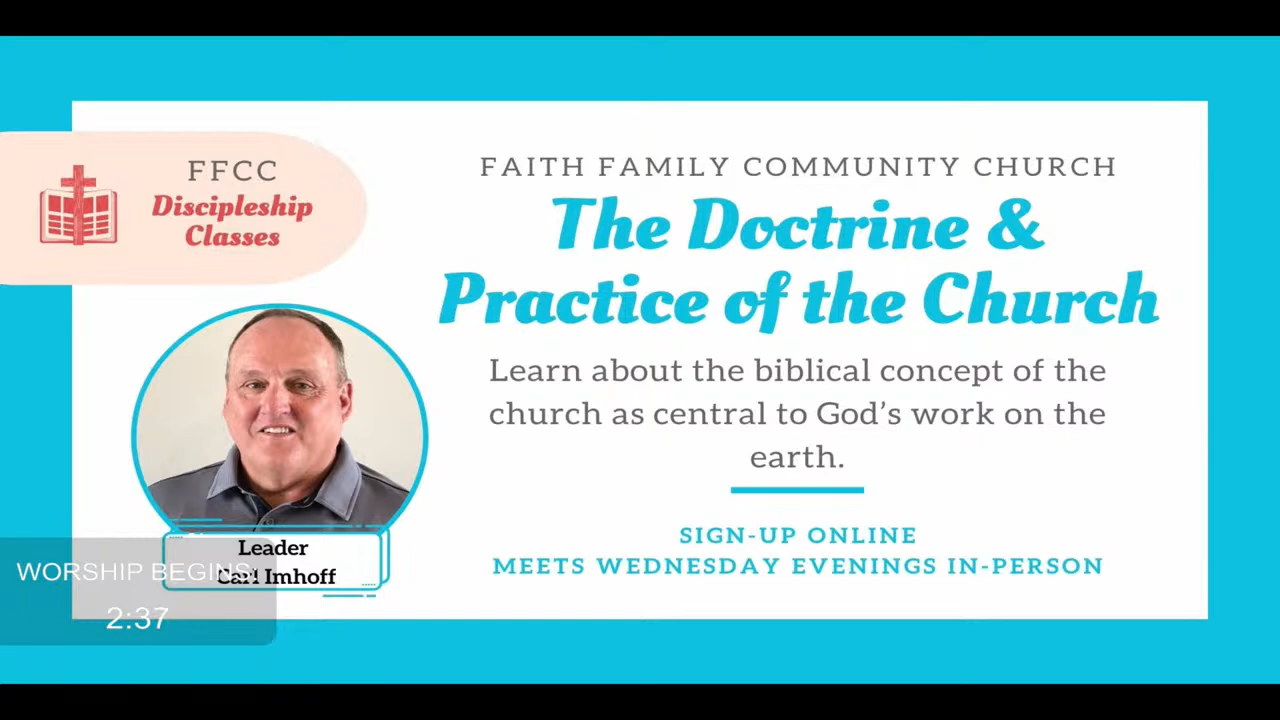 FFCC
Discipleship
Classes
FAITH FAMILY COMMUNITY CHURCH
The Doctrine &
Practice of the Church
Learn about the biblical concept of the
church as central to God’s work on the
earth.
SIGN-UP ONLINE
MEETS WEDNESDAY EVENINGS IN-PERSON
Leader
Carl Imhoff
WORSHIP BEGINS:
2:37